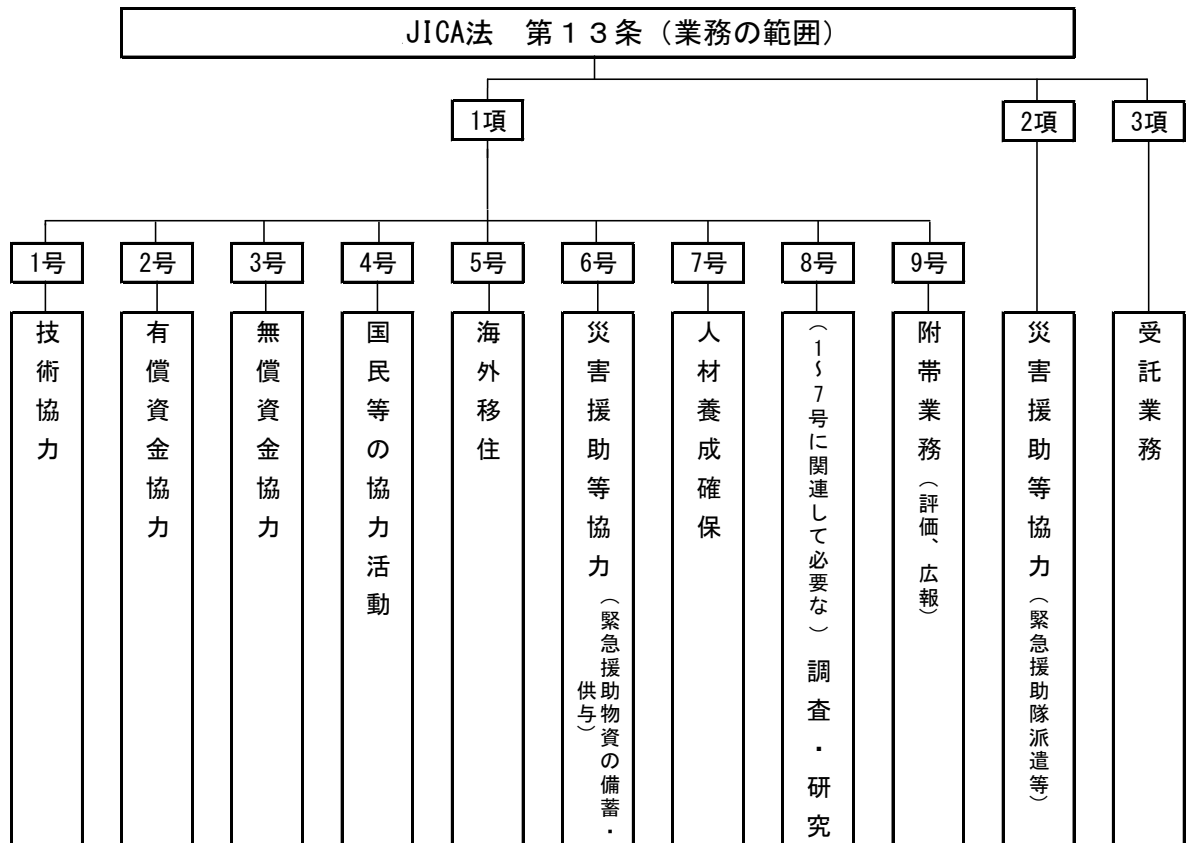 JICA法　第１３条（業務の範囲）
1項
2項
3項
1号
2号
3号
4号
5号
6号
7号
8号
9号
技術協力
有償資金協力
無償資金協力
国民等の協力活動
海外移住
災害援助等協力（緊急援助物資の備蓄・
供与）
人材養成確保
（1～7号に関連して必要な）調査・研究
附帯業務（評価、広報）
災害援助等協力（緊急援助隊派遣等）
受託業務